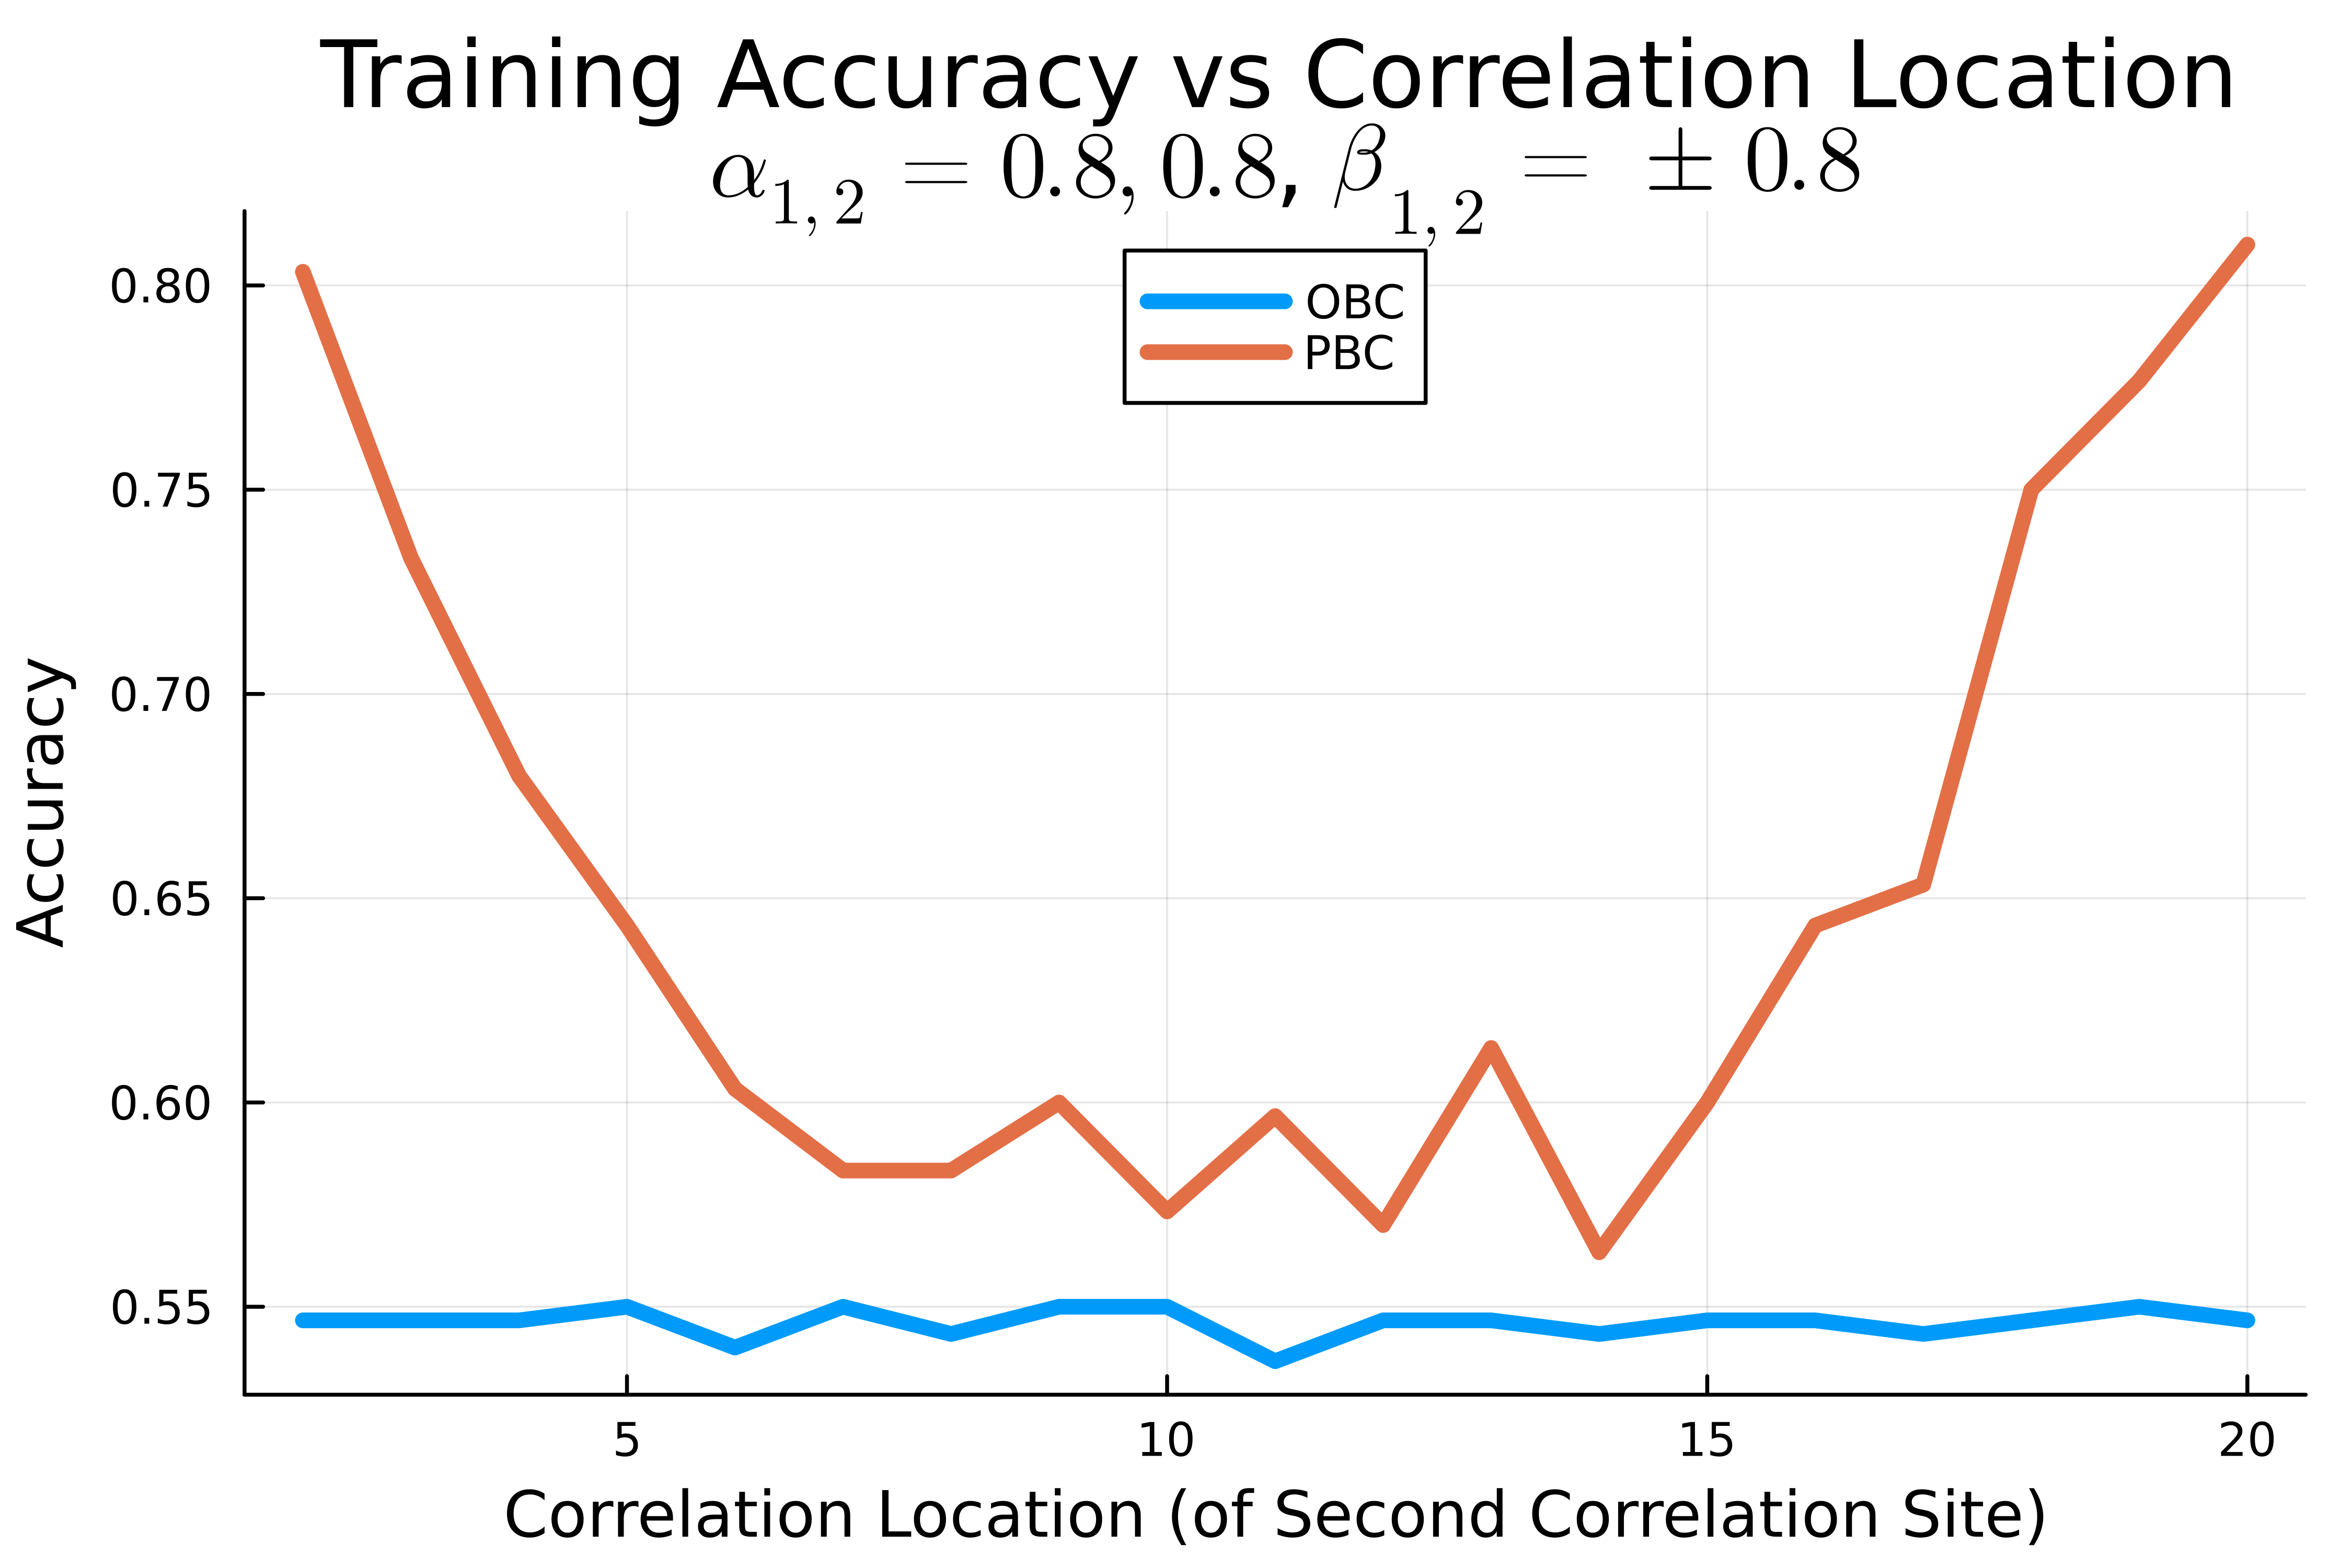 Training Accuracy vs Correlation Location
α1,2 = 0.8, 0.8, β1,2 = ± 0.8
OBC
PBC
0.80
0.75
0.70
0.65
0.60
0.55
Accuracy
5 10 15 20
Correlation Location (of Second Correlation Site)